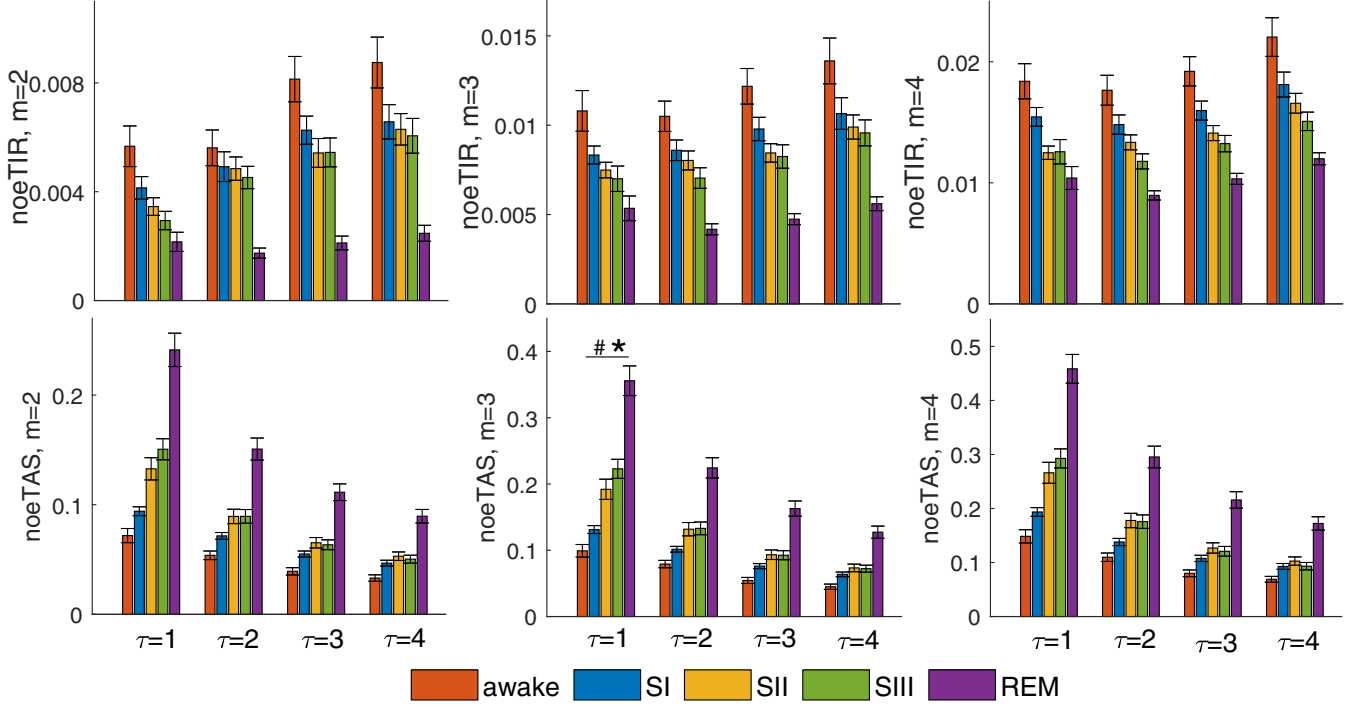 noeTIR, m=2
0.008
0.004
0
noeTIR, m=3
0.015
0.01
0.005
0
noeTIR, m=4
0.02
0.01
0
noeTAS, m=2
0.2
0.1
0
noeTAS, m=3
0.4
0.3
0.2
0.1
0
# *
noeTAS, m=4
0.5
0.4
0.3
0.2
0.1
0
τ=1 τ=2 τ=3 τ=4
τ=1 τ=2 τ=3 τ=4
τ=1 τ=2 τ=3 τ=4
awake SI SII SIII REM